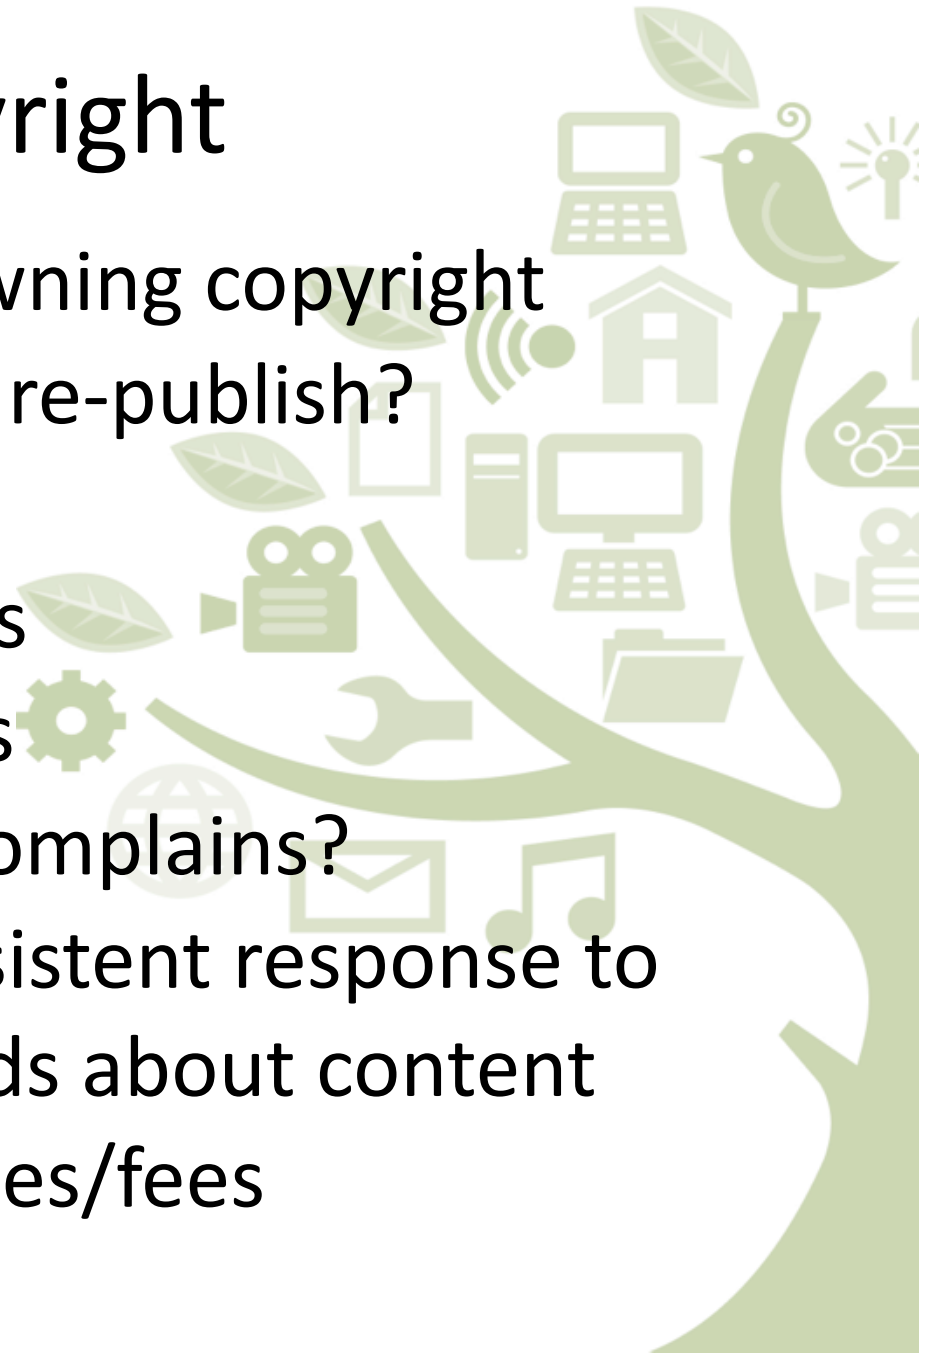 yright
wning copyright
re-publish?
s
s
omplains?
sistent response to
ds about content
es/fees